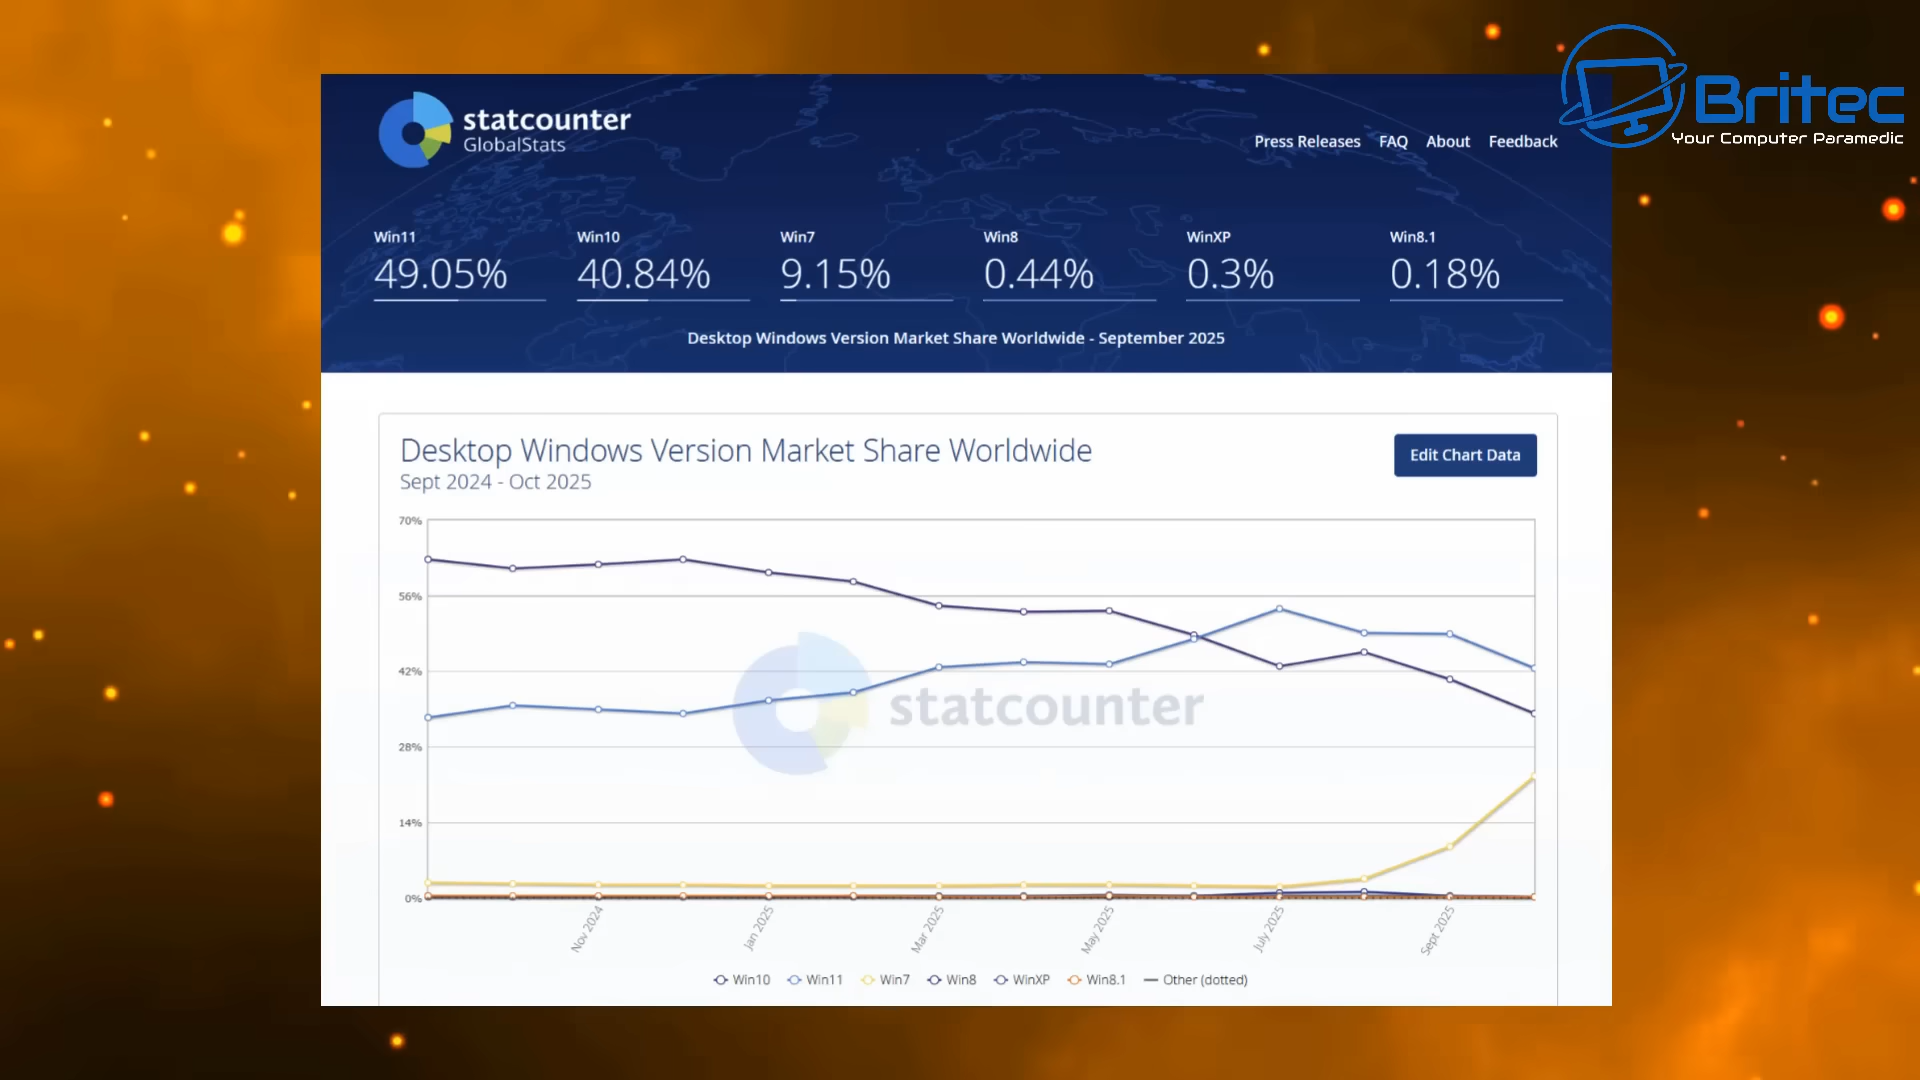 Britec
Your Computer Paramedic
statcounter
GlobalStats
Press Releases FAQ About Feedback
Win11 Win10 Win7 Win8 WinXP Win8.1
49.05% 40.84% 9.15% 0.44% 0.3% 0.18%
Desktop Windows Version Market Share Worldwide - September 2025
Desktop Windows Version Market Share Worldwide
Sept 2024 - Oct 2025
Edit Chart Data
70%
56%
42%
statcounter
28%
14%
0%
Nov 2024 Jan 2025 Mar 2025 May 2025 July 2025 Sept 2025
Win10 Win11 Win7 Win8 WinXP Win8.1 Other (dotted)